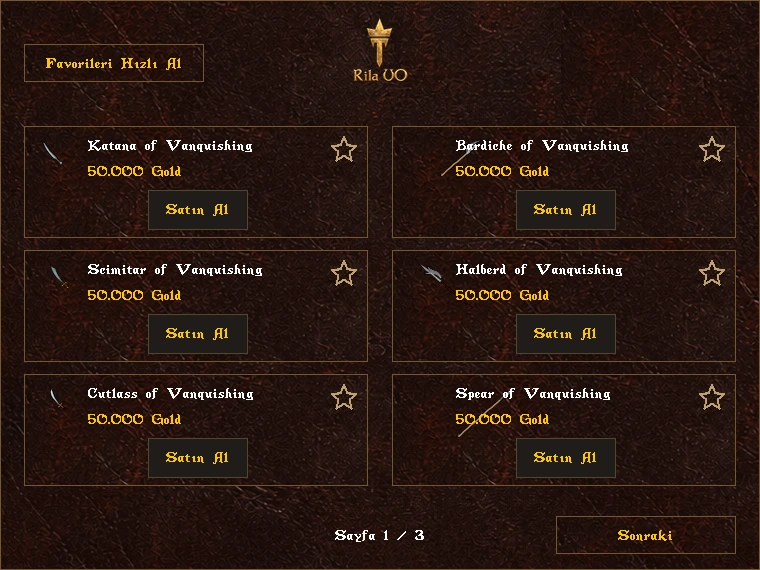 Favorileri Hızlı Al
Rila UO
Katana of Vanquishing
50.000 Gold
Satın Al
Bardiche of Vanquishing
50.000 Gold
Satın Al
Scimitar of Vanquishing
50.000 Gold
Satın Al
Halberd of Vanquishing
50.000 Gold
Satın Al
Cutlass of Vanquishing
50.000 Gold
Satın Al
Spear of Vanquishing
50.000 Gold
Satın Al
Sayfa 1 / 3
Sonraki